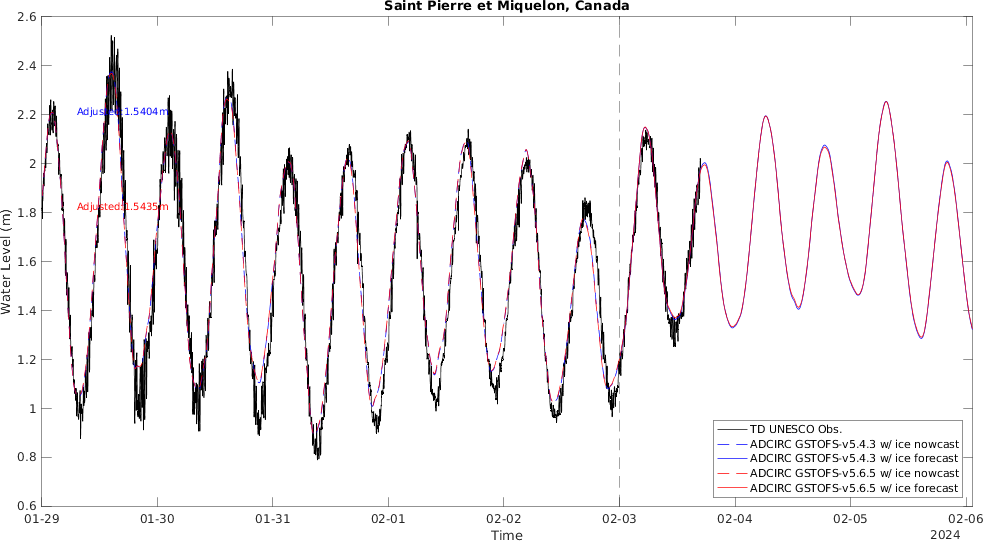 Saint Pierre et Miquelon, Canada
2.6
2.4
2.2
2
1.8
1.6
1.4
1.2
1
0.8
0.6
Water Level (m)
Adjusted:1.5404m
Adjusted:1.5435m
TD UNESCO Obs.
ADCIRC GSTOFS-v5.4.3 w/ ice nowcast
ADCIRC GSTOFS-v5.4.3 w/ ice forecast
ADCIRC GSTOFS-v5.6.5 w/ ice nowcast
ADCIRC GSTOFS-v5.6.5 w/ ice forecast
01-29 01-30 01-31 02-01 02-02 02-03 02-04 02-05 02-06
Time
2024